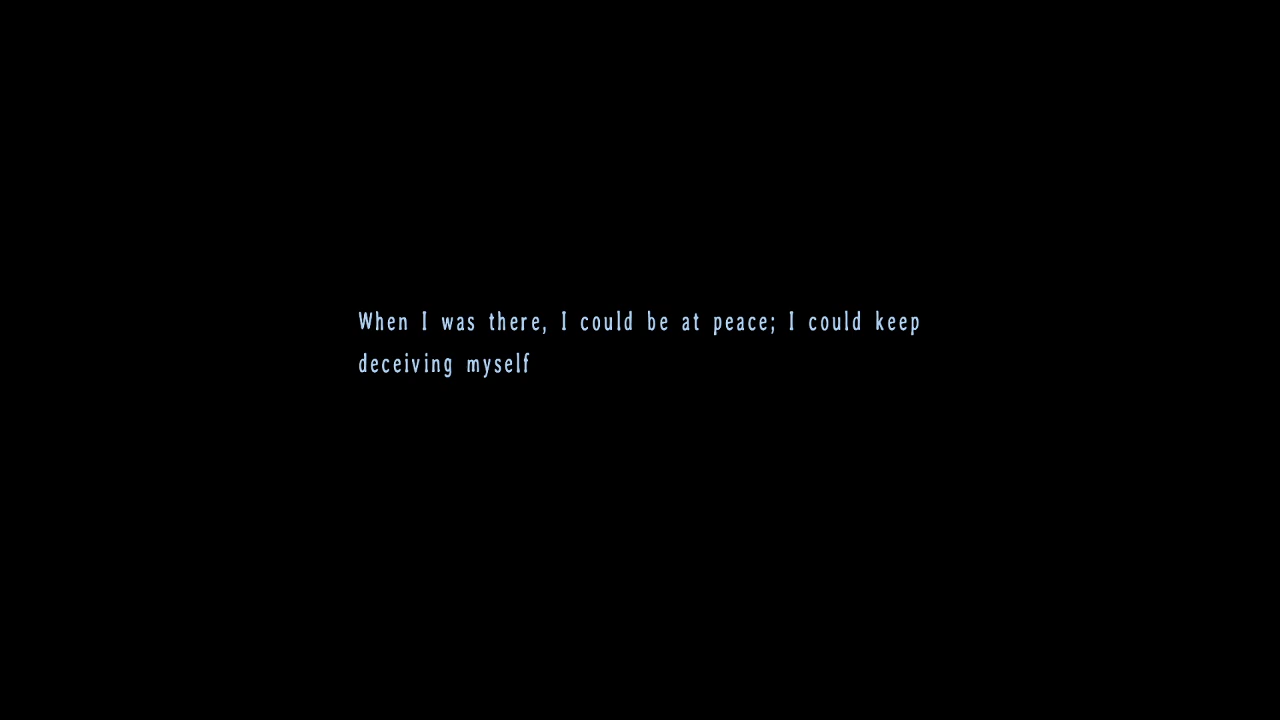 When I was there, I could be at peace; I could keep
deceiving myself